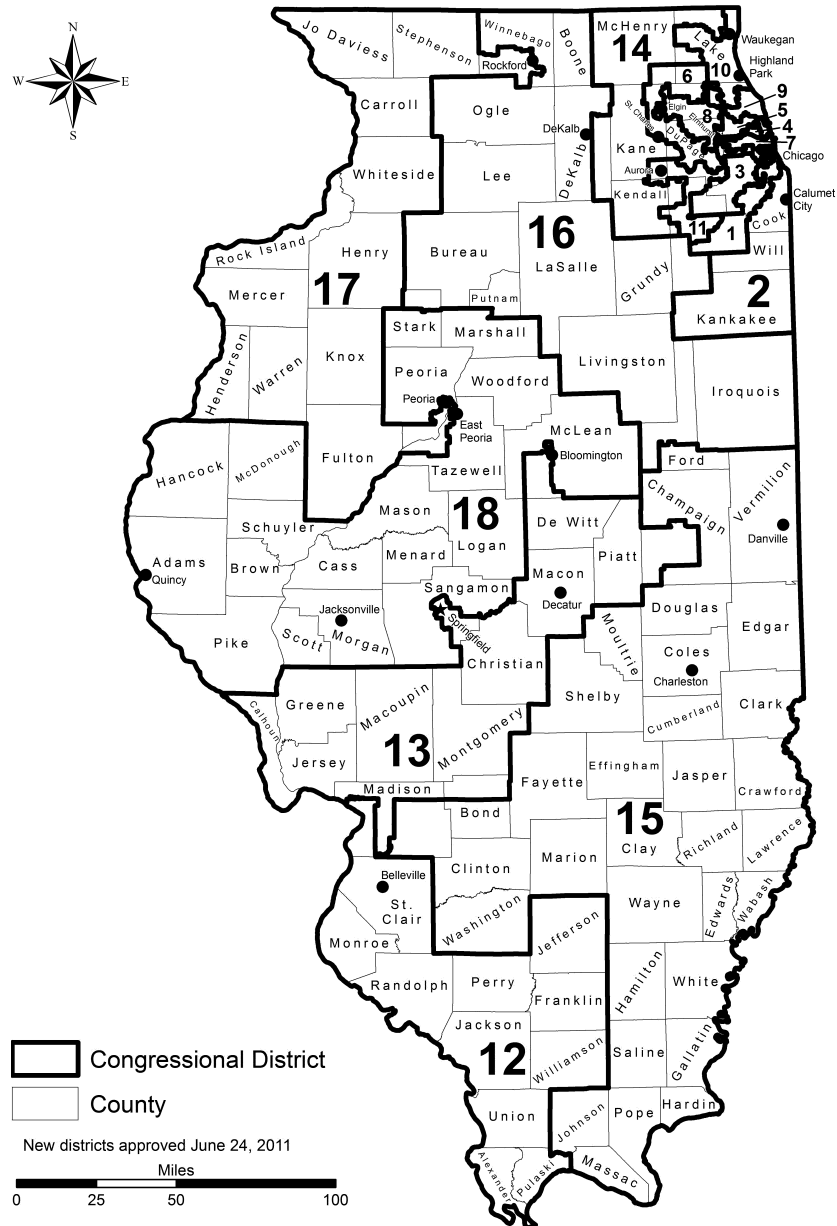 N
W
E
S
Jo Daviess
Stephenson
Winnebago
Rockford
Boone
McHenry
14
Lake
Waukegan
10
Highland
Park
6
9
5
4
7
8
Elgin
Elmhurst
St. Charles
DuPage
Chicago
Carroll
Ogle
DeKalb
DeKalb
Kane
Aurora
3
Whiteside
Lee
Kendall
Calumet
City
Cook
11
1
Will
Rock Island
Henry
Bureau
16
LaSalle
Putnam
Grundy
2
Kankakee
Mercer
17
Stark
Marshall
Henderson
Warren
Knox
Peoria
Peoria
Woodford
Livingston
Iroquois
East
Peoria
McLean
Bloomington
Hancock
McDonough
Fulton
Tazewell
Ford
Champaign
Vermilion
Danville
Mason
Schuyler
18
Logan
De Witt
Piatt
Adams
Quincy
Brown
Cass
Menard
Macon
Decatur
Sangamon
Springfield
Jacksonville
Douglas
Edgar
Pike
Scott
Morgan
Christian
Moultrie
Coles
Charleston
Shelby
Calhoun
Greene
Macoupin
Montgomery
Cumberland
Clark
Jersey
13
Madison
Fayette
Effingham
Jasper
Crawford
Bond
15
Clay
Richland
Lawrence
Clinton
Marion
Belleville
St.
Clair
Washington
Wayne
Edwards
Wabash
Monroe
Jefferson
Randolph
Perry
Hamilton
White
Franklin
Jackson
12
Williamson
Saline
Gallatin
Union
Johnson
Pope
Hardin
Alexander
Pulaski
Massac
Congressional District
County
New districts approved June 24, 2011
Miles
0 25 50 100